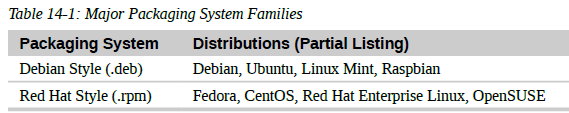 Table 14-1: Major Packaging System Families
Packaging System Distributions (Partial Listing)
Debian Style (.deb) Debian, Ubuntu, Linux Mint, Raspbian
Red Hat Style (.rpm) Fedora, CentOS, Red Hat Enterprise Linux, OpenSUSE